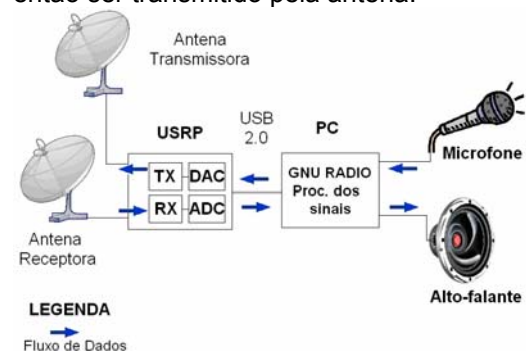 então ser transmitido pela antena.
Antena
Transmissora
USRP
USB
2.0
PC
Microfone
TX
DAC
RX
ADC
GNU RADIO
Proc. dos
sinais
Antena
Receptora
Alto-falante
LEGENDA
Fluxo de Dados